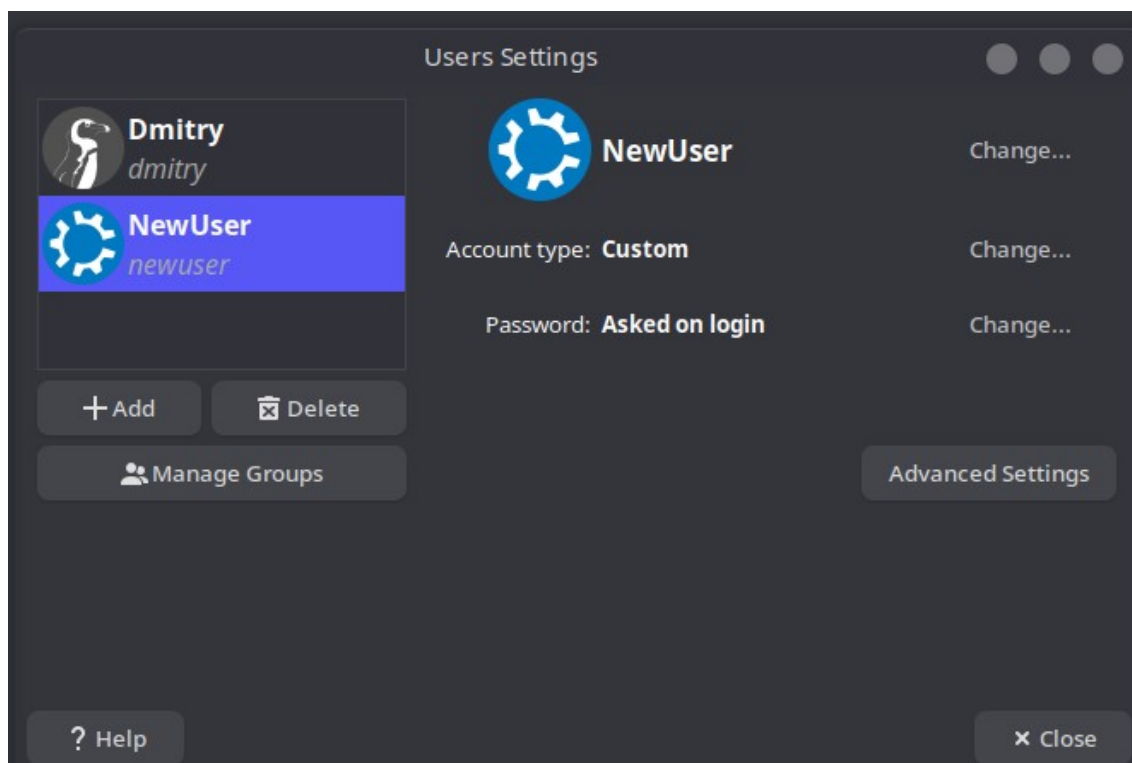 Users Settings
Dmitry
dmitry
NewUser
newuser
+ Add
Delete
Manage Groups
NewUser
Change...
Account type: Custom
Change...
Password: Asked on login
Change...
Advanced Settings
? Help
× Close